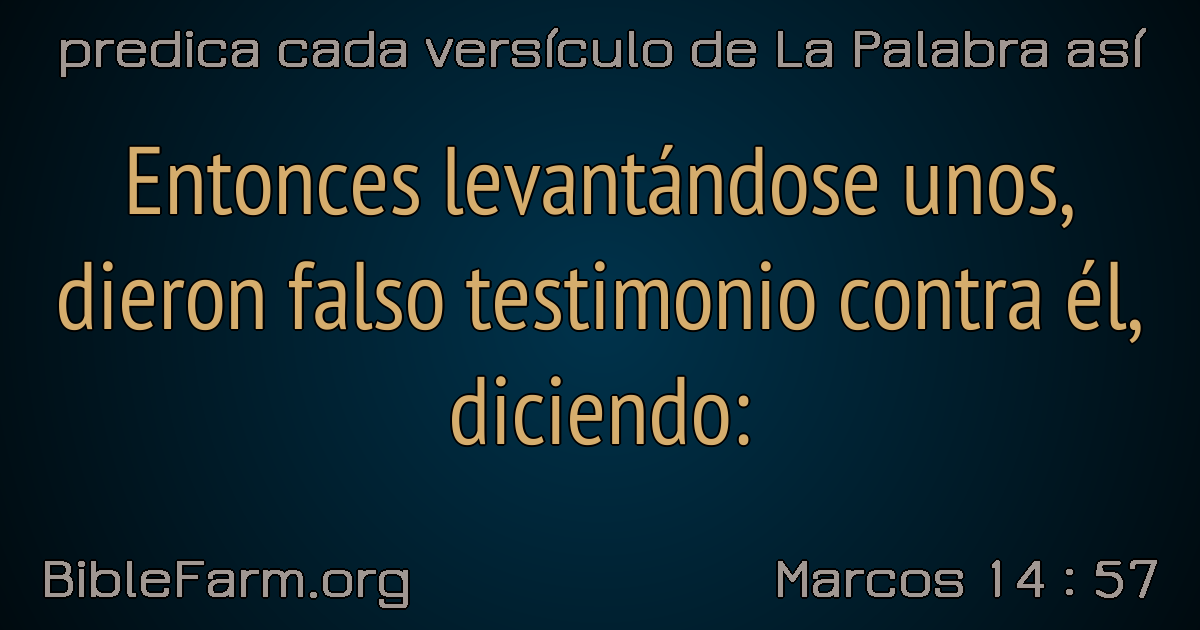 predica cada versículo de La Palabra así
Entonces levantándose unos,
dieron falso testimonio contra él,
diciendo:
BibleFarm.org
Marcos 14 : 57